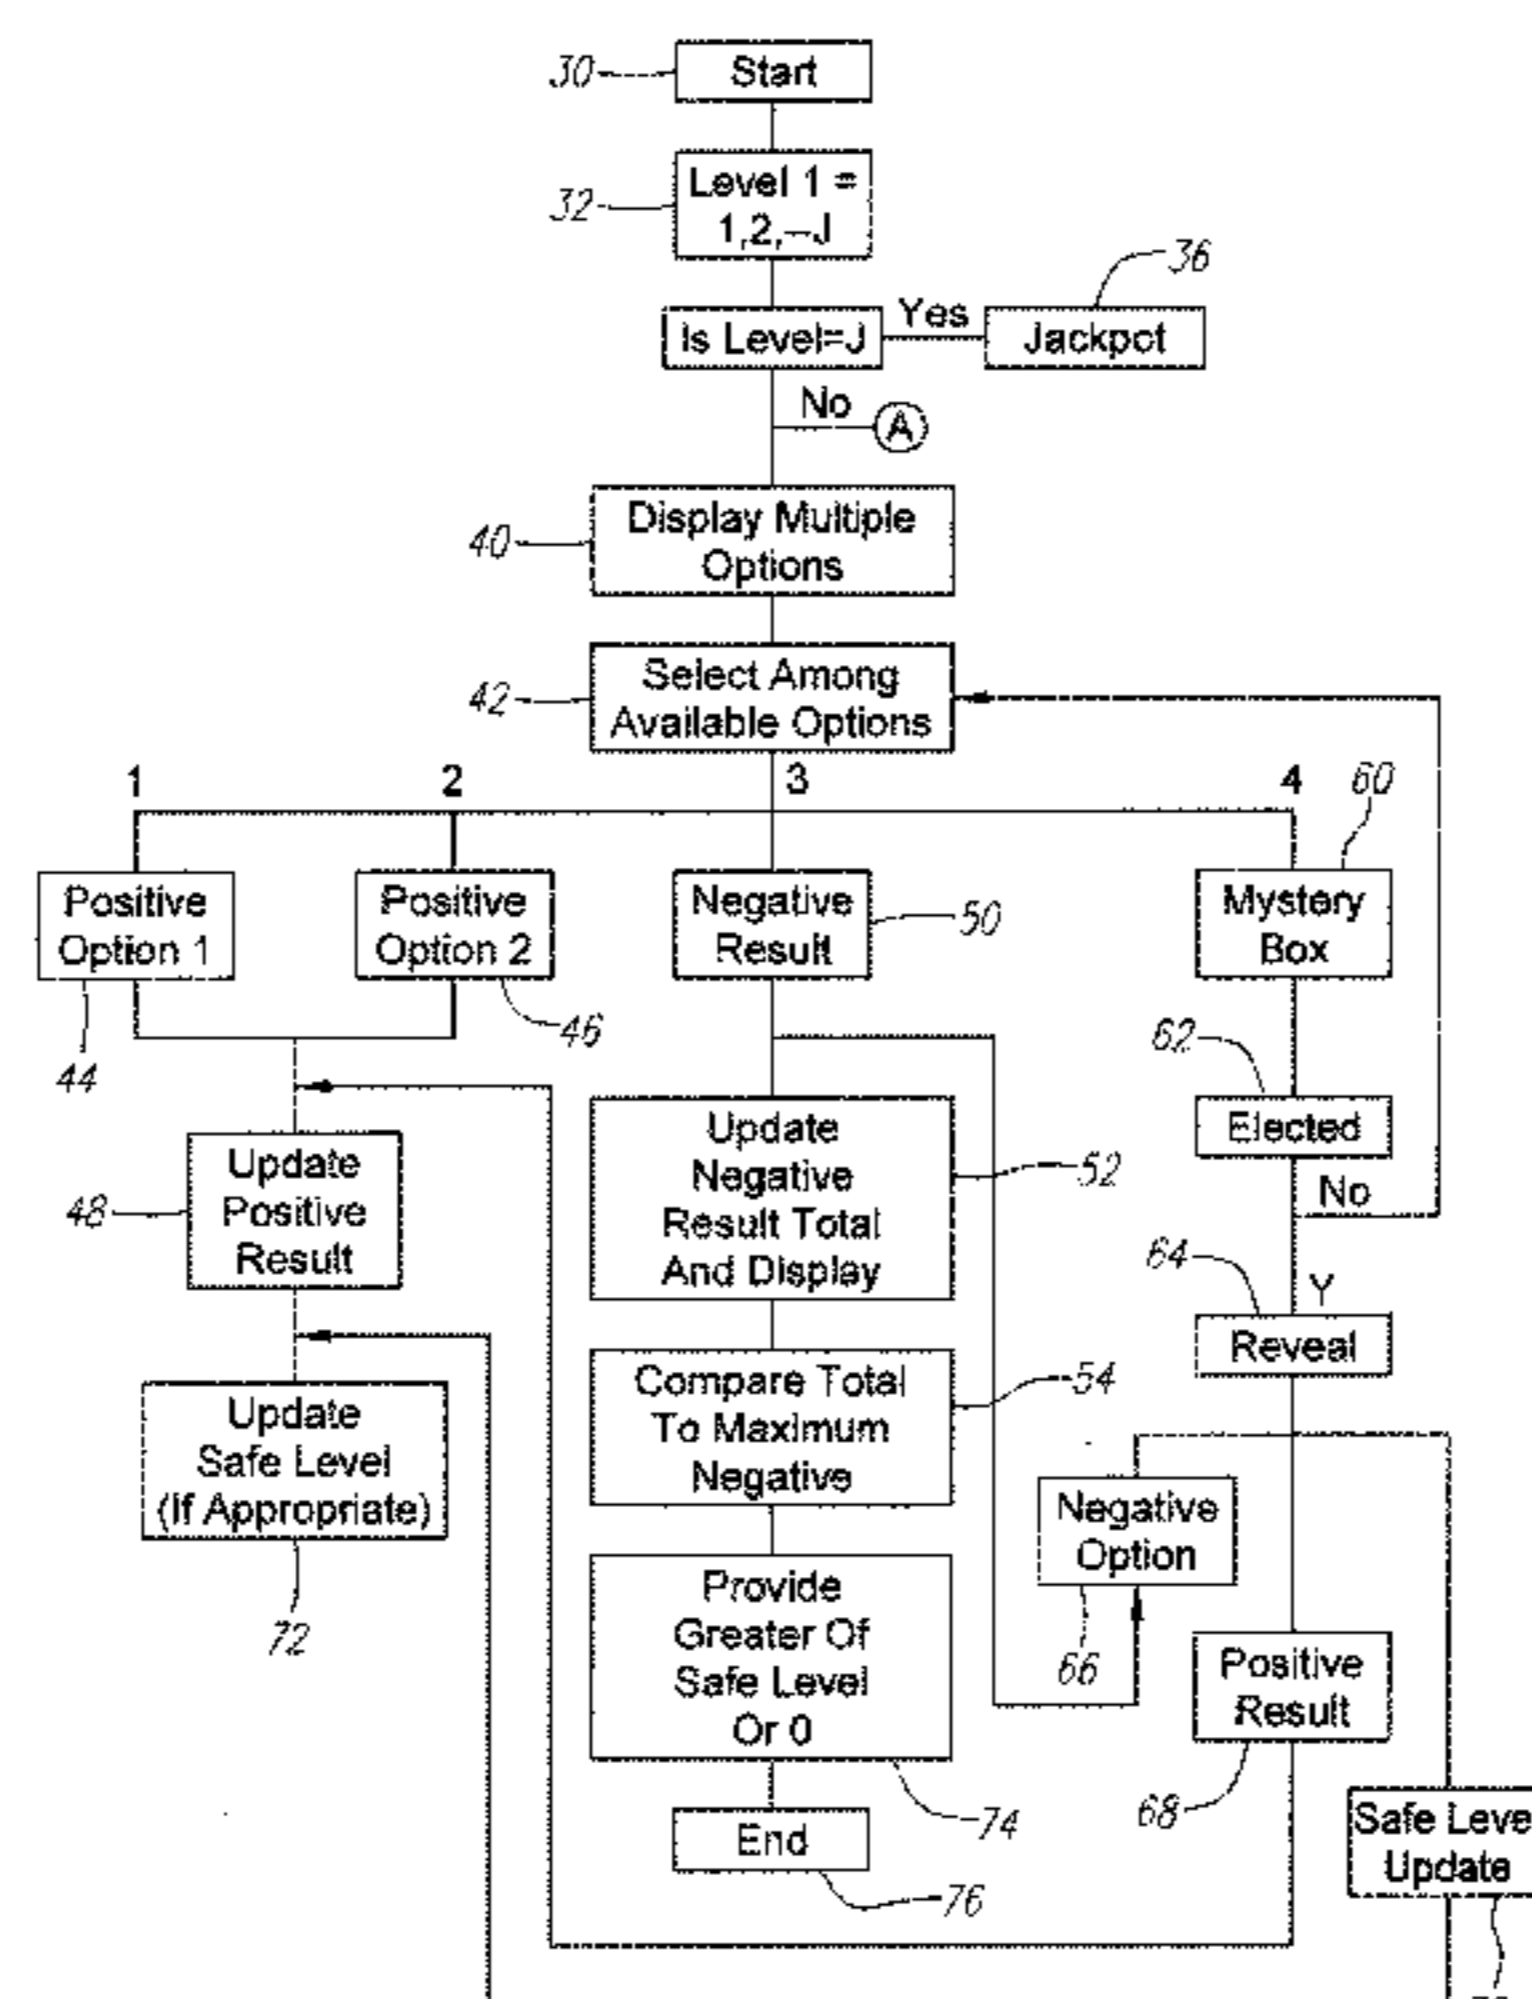 30
Start
32
Level 1 =
1,2,–J
36
Is Level=J
Yes
Jackpot
No
A
40
Display Multiple
Options
42
Select Among
Available Options
1
2
3
4
60
Positive
Option 1
Positive
Option 2
Negative
Result
50
Mystery
Box
44
46
62
Elected
No
48
Update
Positive
Result
Update
Negative
Result Total
And Display
52
64
Y
Reveal
Update
Safe Level
(If Appropriate)
72
Compare Total
To Maximum
Negative
54
Negative
Option
66
Provide
Greater Of
Safe Level
Or 0
74
Positive
Result
68
End
76
Safe Leve
Update